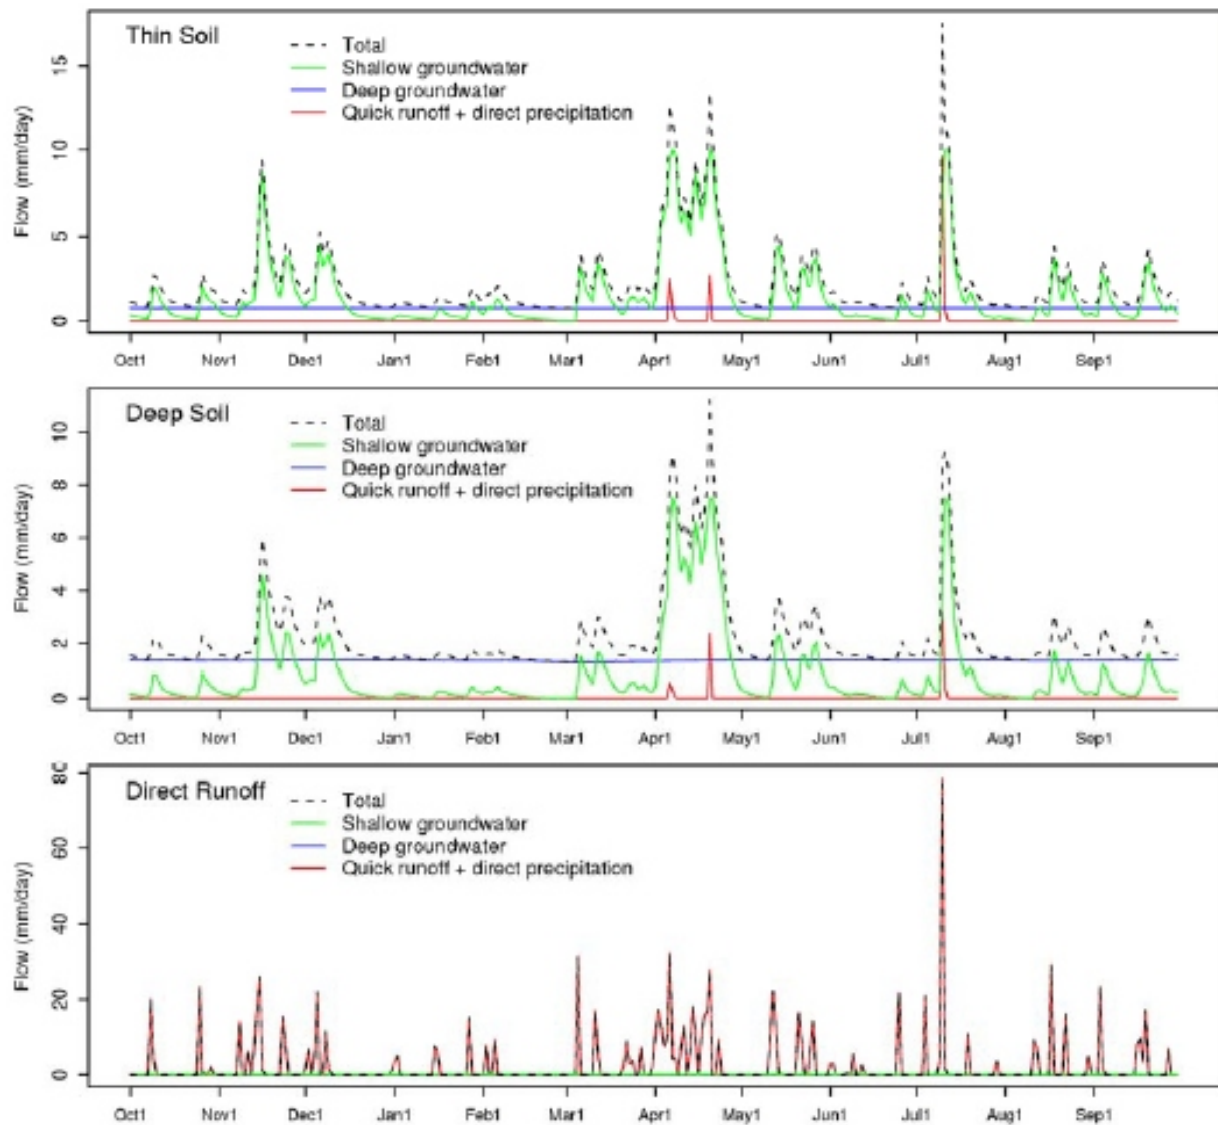 Thin Soil
Total
Shallow groundwater
Deep groundwater
Quick runoff + direct precipitation
Flow (mm/day)
15
10
5
0
Oct1 Nov1 Dec1 Jan1 Feb1 Mar1 Apr1 May1 Jun1 Jul1 Aug1 Sep1
Deep Soil
Total
Shallow groundwater
Deep groundwater
Quick runoff + direct precipitation
Flow (mm/day)
10
8
6
4
2
0
Oct1 Nov1 Dec1 Jan1 Feb1 Mar1 Apr1 May1 Jun1 Jul1 Aug1 Sep1
Direct Runoff
Total
Shallow groundwater
Deep groundwater
Quick runoff + direct precipitation
Flow (mm/day)
80
60
40
20
0
Oct1 Nov1 Dec1 Jan1 Feb1 Mar1 Apr1 May1 Jun1 Jul1 Aug1 Sep1